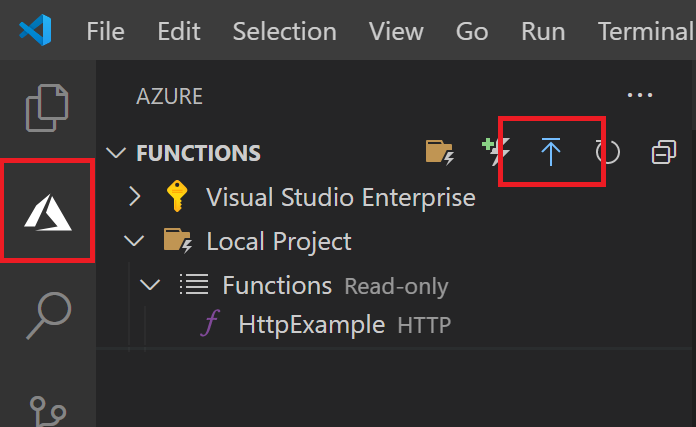 File Edit Selection View Go Run Terminal
AZURE
FUNCTIONS
Visual Studio Enterprise
Local Project
Functions Read-only
HttpExample HTTP